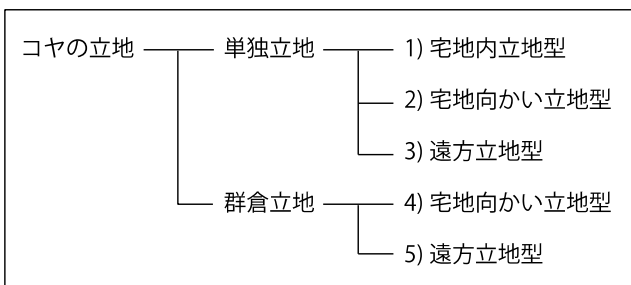 コヤの立地 単独立地 1) 宅地内立地型
2) 宅地向かい立地型
3) 遠方立地型
群倉立地 4) 宅地向かい立地型
5) 遠方立地型